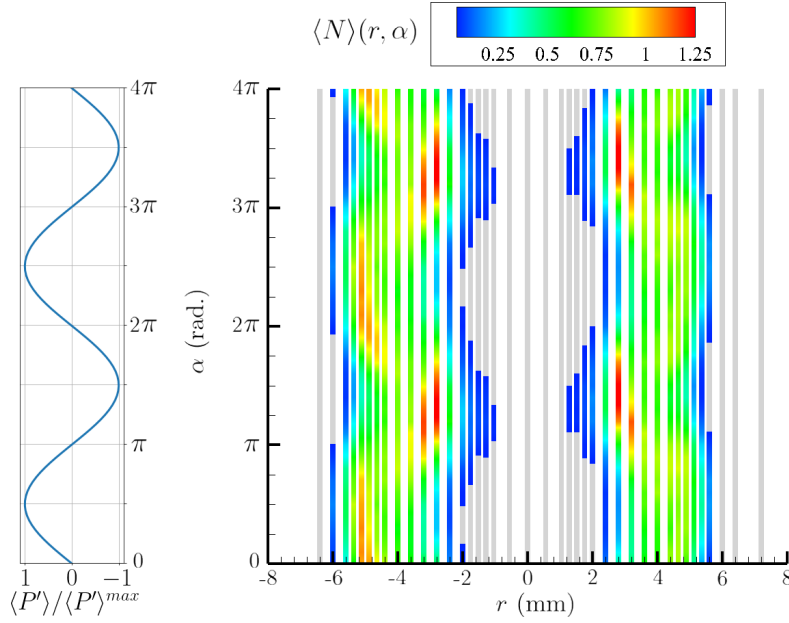 ⟨N⟩(r, α)
0.25 0.5 0.75 1 1.25
4π
3π
2π
π
0
1 0 −1
⟨P′⟩/⟨P′⟩^max
α (rad.)
4π
3π
2π
π
0
-8 -6 -4 -2 0 2 4 6 8
r (mm)